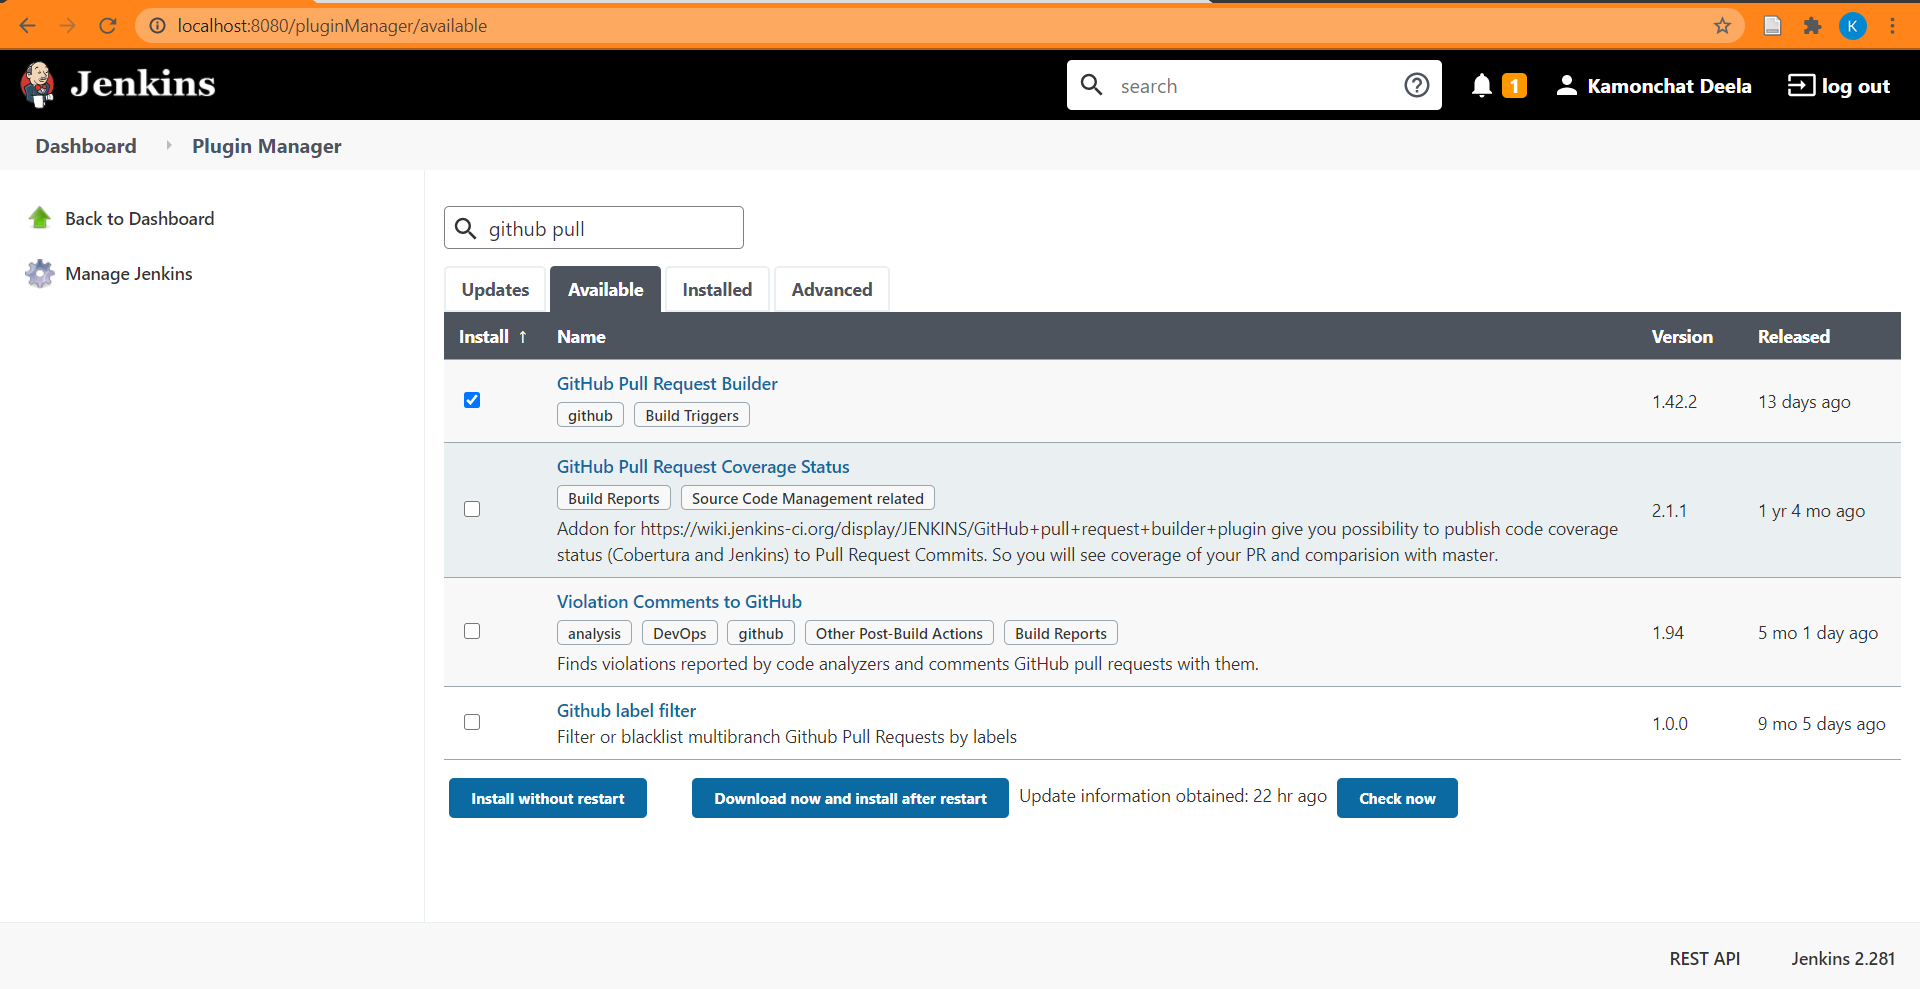 localhost:8080/pluginManager/available
K
Jenkins
search
1
Kamonchat Deela
log out
Dashboard
Plugin Manager
Back to Dashboard
Manage Jenkins
github pull
Updates
Available
Installed
Advanced
Install ↑ Name Version Released
GitHub Pull Request Builder
github Build Triggers
1.42.2 13 days ago
GitHub Pull Request Coverage Status
Build Reports Source Code Management related
Addon for https://wiki.jenkins-ci.org/display/JENKINS/GitHub+pull+request+builder+plugin give you possibility to publish code coverage
status (Cobertura and Jenkins) to Pull Request Commits. So you will see coverage of your PR and comparision with master.
2.1.1 1 yr 4 mo ago
Violation Comments to GitHub
analysis DevOps github Other Post-Build Actions Build Reports
Finds violations reported by code analyzers and comments GitHub pull requests with them.
1.94 5 mo 1 day ago
Github label filter
Filter or blacklist multibranch Github Pull Requests by labels
1.0.0 9 mo 5 days ago
Install without restart
Download now and install after restart
Update information obtained: 22 hr ago
Check now
REST API
Jenkins 2.281